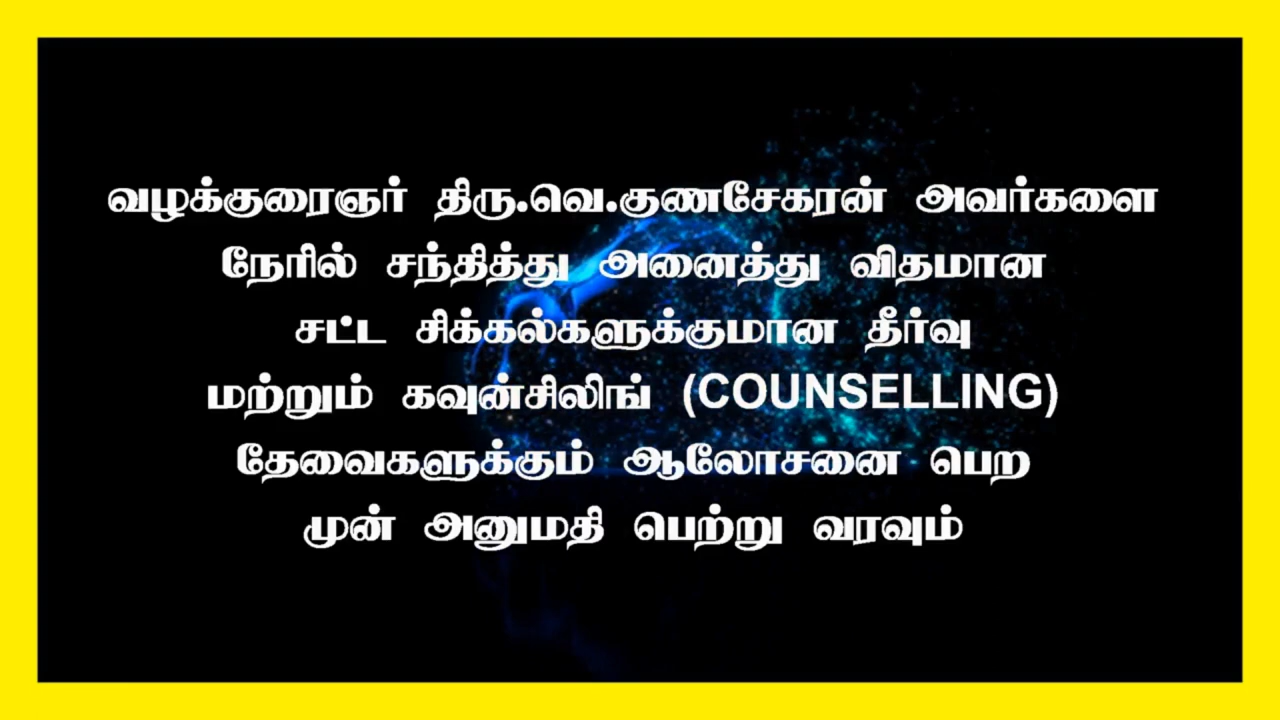 வழக்குரைஞர் திரு.வெ.குணசேகரன் அவர்களை
நேரில் சந்தித்து அனைத்து விதமான
சட்ட சிக்கல்களுக்குமான தீர்வு
மற்றும் கவுன்சிலிங் (COUNSELLING)
தேவைகளுக்கும் ஆலோசனை பெற
முன் அனுமதி பெற்று வரவும்